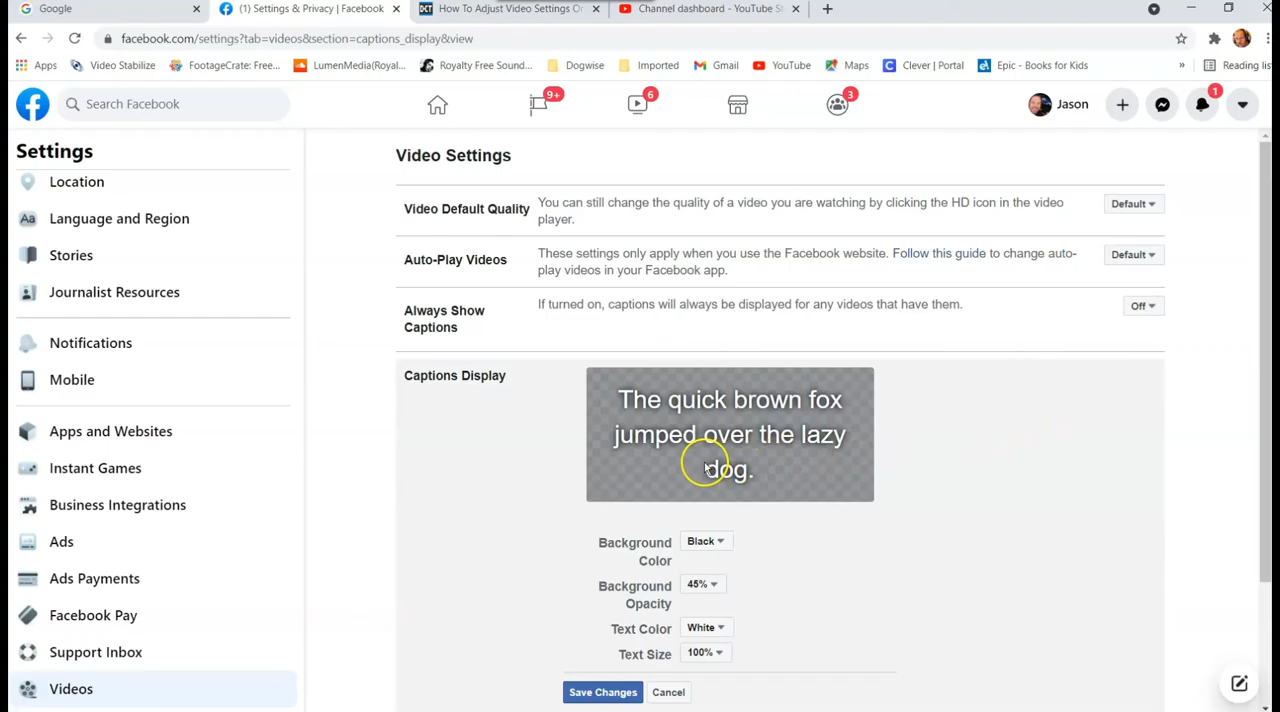 Google
(1) Settings & Privacy | Facebook
How To Adjust Video Settings O
Channel dashboard - YouTube S
facebook.com/settings?tab=videos&section=captions_display&view
Apps
Video Stabilize
FootageCrate: Free...
LumenMedia(Royal...
Royalty Free Sound...
Dogwise
Imported
Gmail
YouTube
Maps
Clever | Portal
Epic - Books for Kids
»
Reading list
Search Facebook
9+
6
3
Jason
1
Settings
Location
Language and Region
Stories
Journalist Resources
Notifications
Mobile
Apps and Websites
Instant Games
Business Integrations
Ads
Ads Payments
Facebook Pay
Support Inbox
Videos
Video Settings
Video Default Quality
You can still change the quality of a video you are watching by clicking the HD icon in the video
player.
Default
Auto-Play Videos
These settings only apply when you use the Facebook website. Follow this guide to change auto-
play videos in your Facebook app.
Default
Always Show
Captions
If turned on, captions will always be displayed for any videos that have them.
Off
Captions Display
The quick brown fox
jumped over the lazy
dog.
Background
Color
Black
Background
Opacity
45%
Text Color
White
Text Size
100%
Save Changes
Cancel